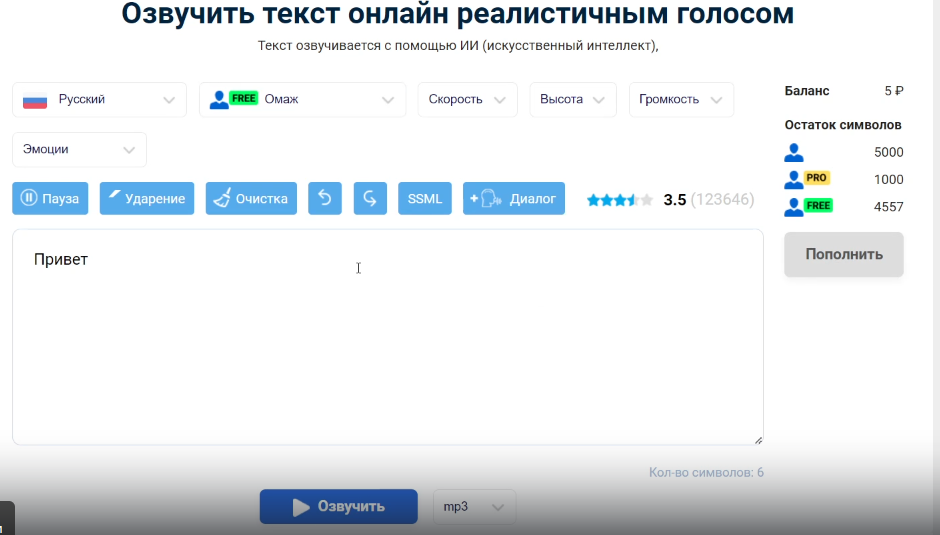 Озвучить текст онлайн реалистичным голосом
Текст озвучивается с помощью ИИ (искусственный интеллект),
Русский
FREE Омаж
Скорость
Высота
Громкость
Эмоции
Пауза
Ударение
Очистка
SSML
+ Диалог
3.5 (123646)
Привет
Кол-во символов: 6
Озвучить
mp3
Баланс 5 ₽
Остаток символов
5000
PRO 1000
FREE 4557
Пополнить